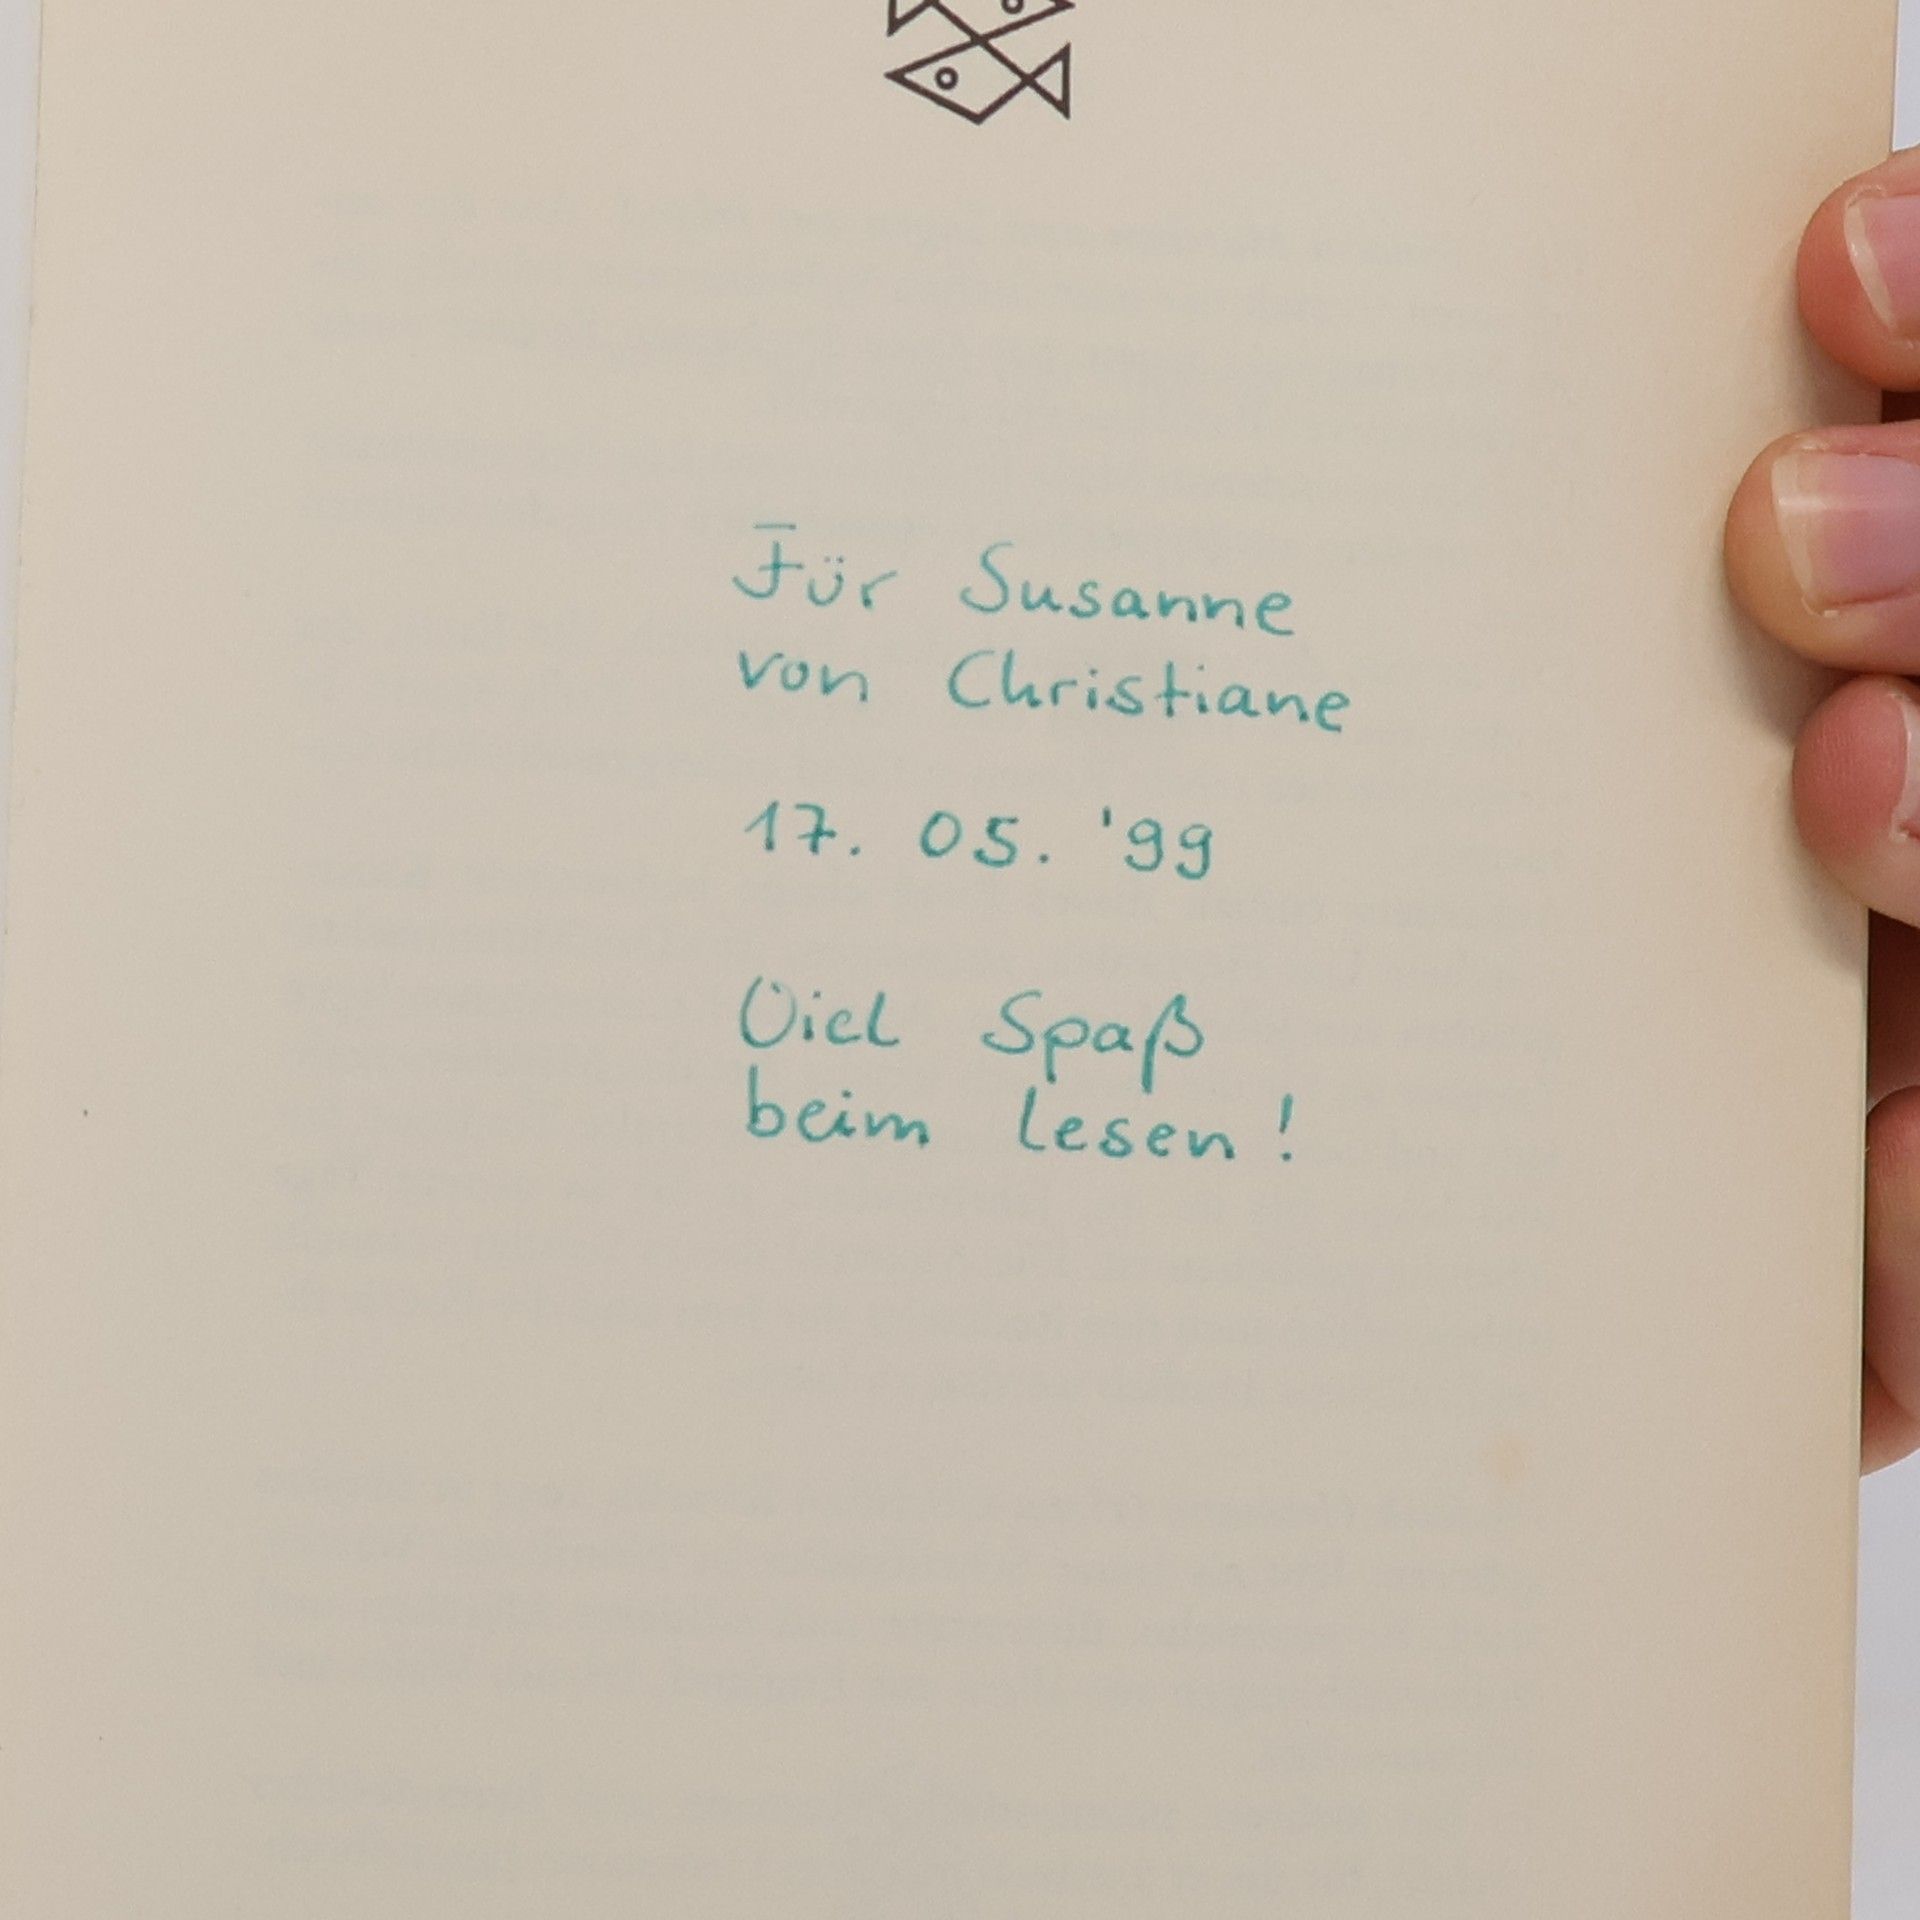 Für Susanne
von Christiane
17. 05. '99
Viel Spaß
beim Lesen!